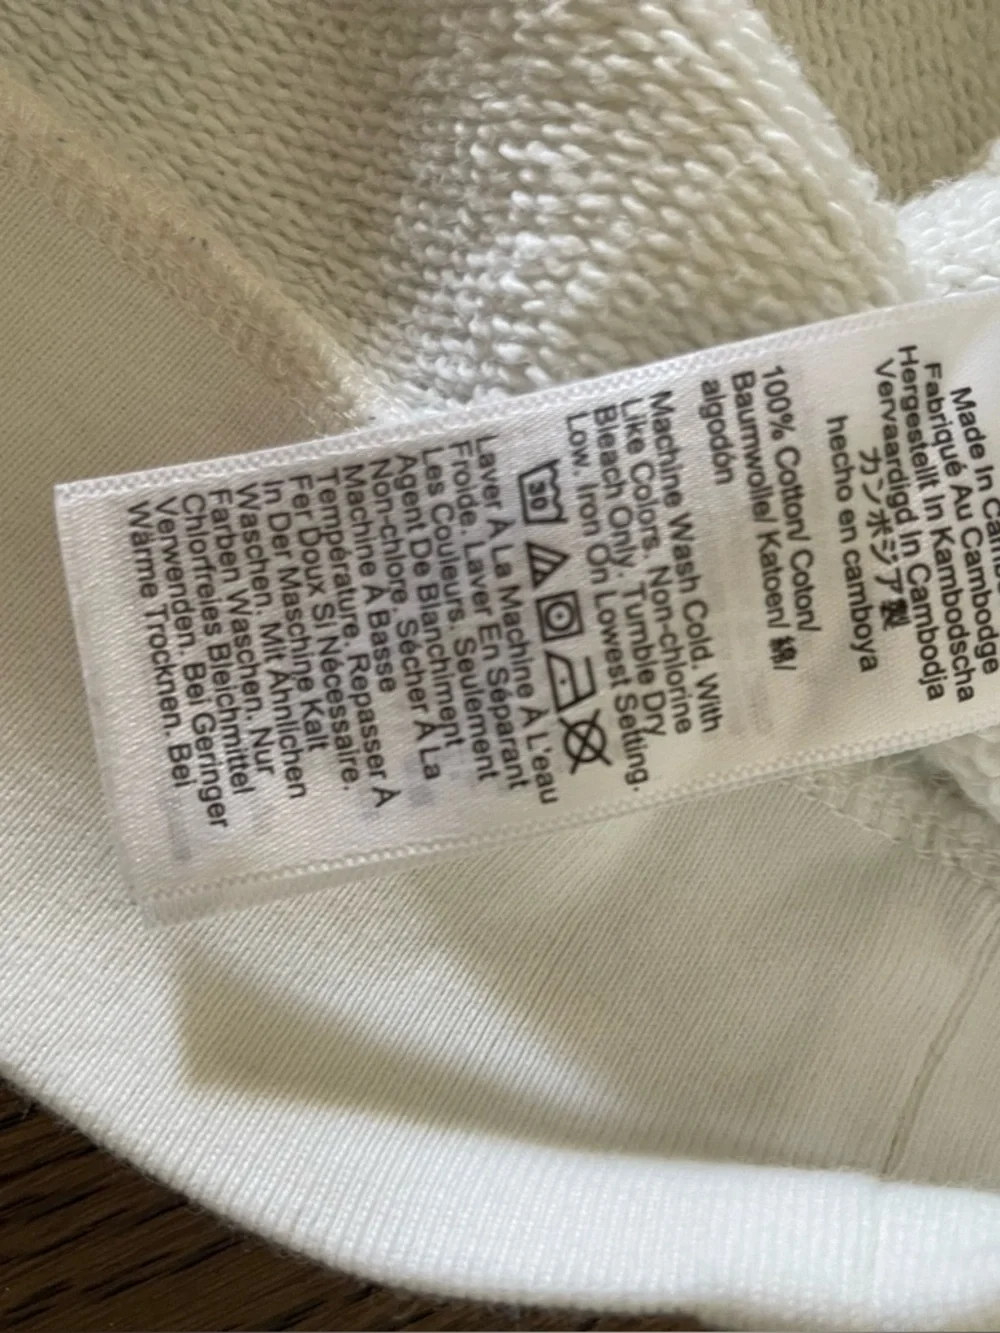 Made In
Fabriqué Au Cambodge
Hergestellt In Kambodscha
Vervaardigd In Cambodja
カンボジア製
hecho en camboya
100% Cotton/ Coton/
Baumwolle/ Katoen/ 綿/
algodón
Machine Wash Cold. With
Like Colors. Non-chlorine
Bleach Only. Tumble Dry
Low. Iron On Lowest Setting.
30
Laver À La Machine À L'eau
Froide. Laver En Séparant
Les Couleurs. Seulement
Agent De Blanchiment
Non-chlore. Sécher À La
Machine À Basse
Température. Repasser À
Fer Doux Si Nécessaire.
In Der Maschine Kalt
Waschen. Mit Ähnlichen
Farben Waschen. Nur
Chlorfreies Bleichmittel
Verwenden. Bei Geringer
Wärme Trocknen. Bei